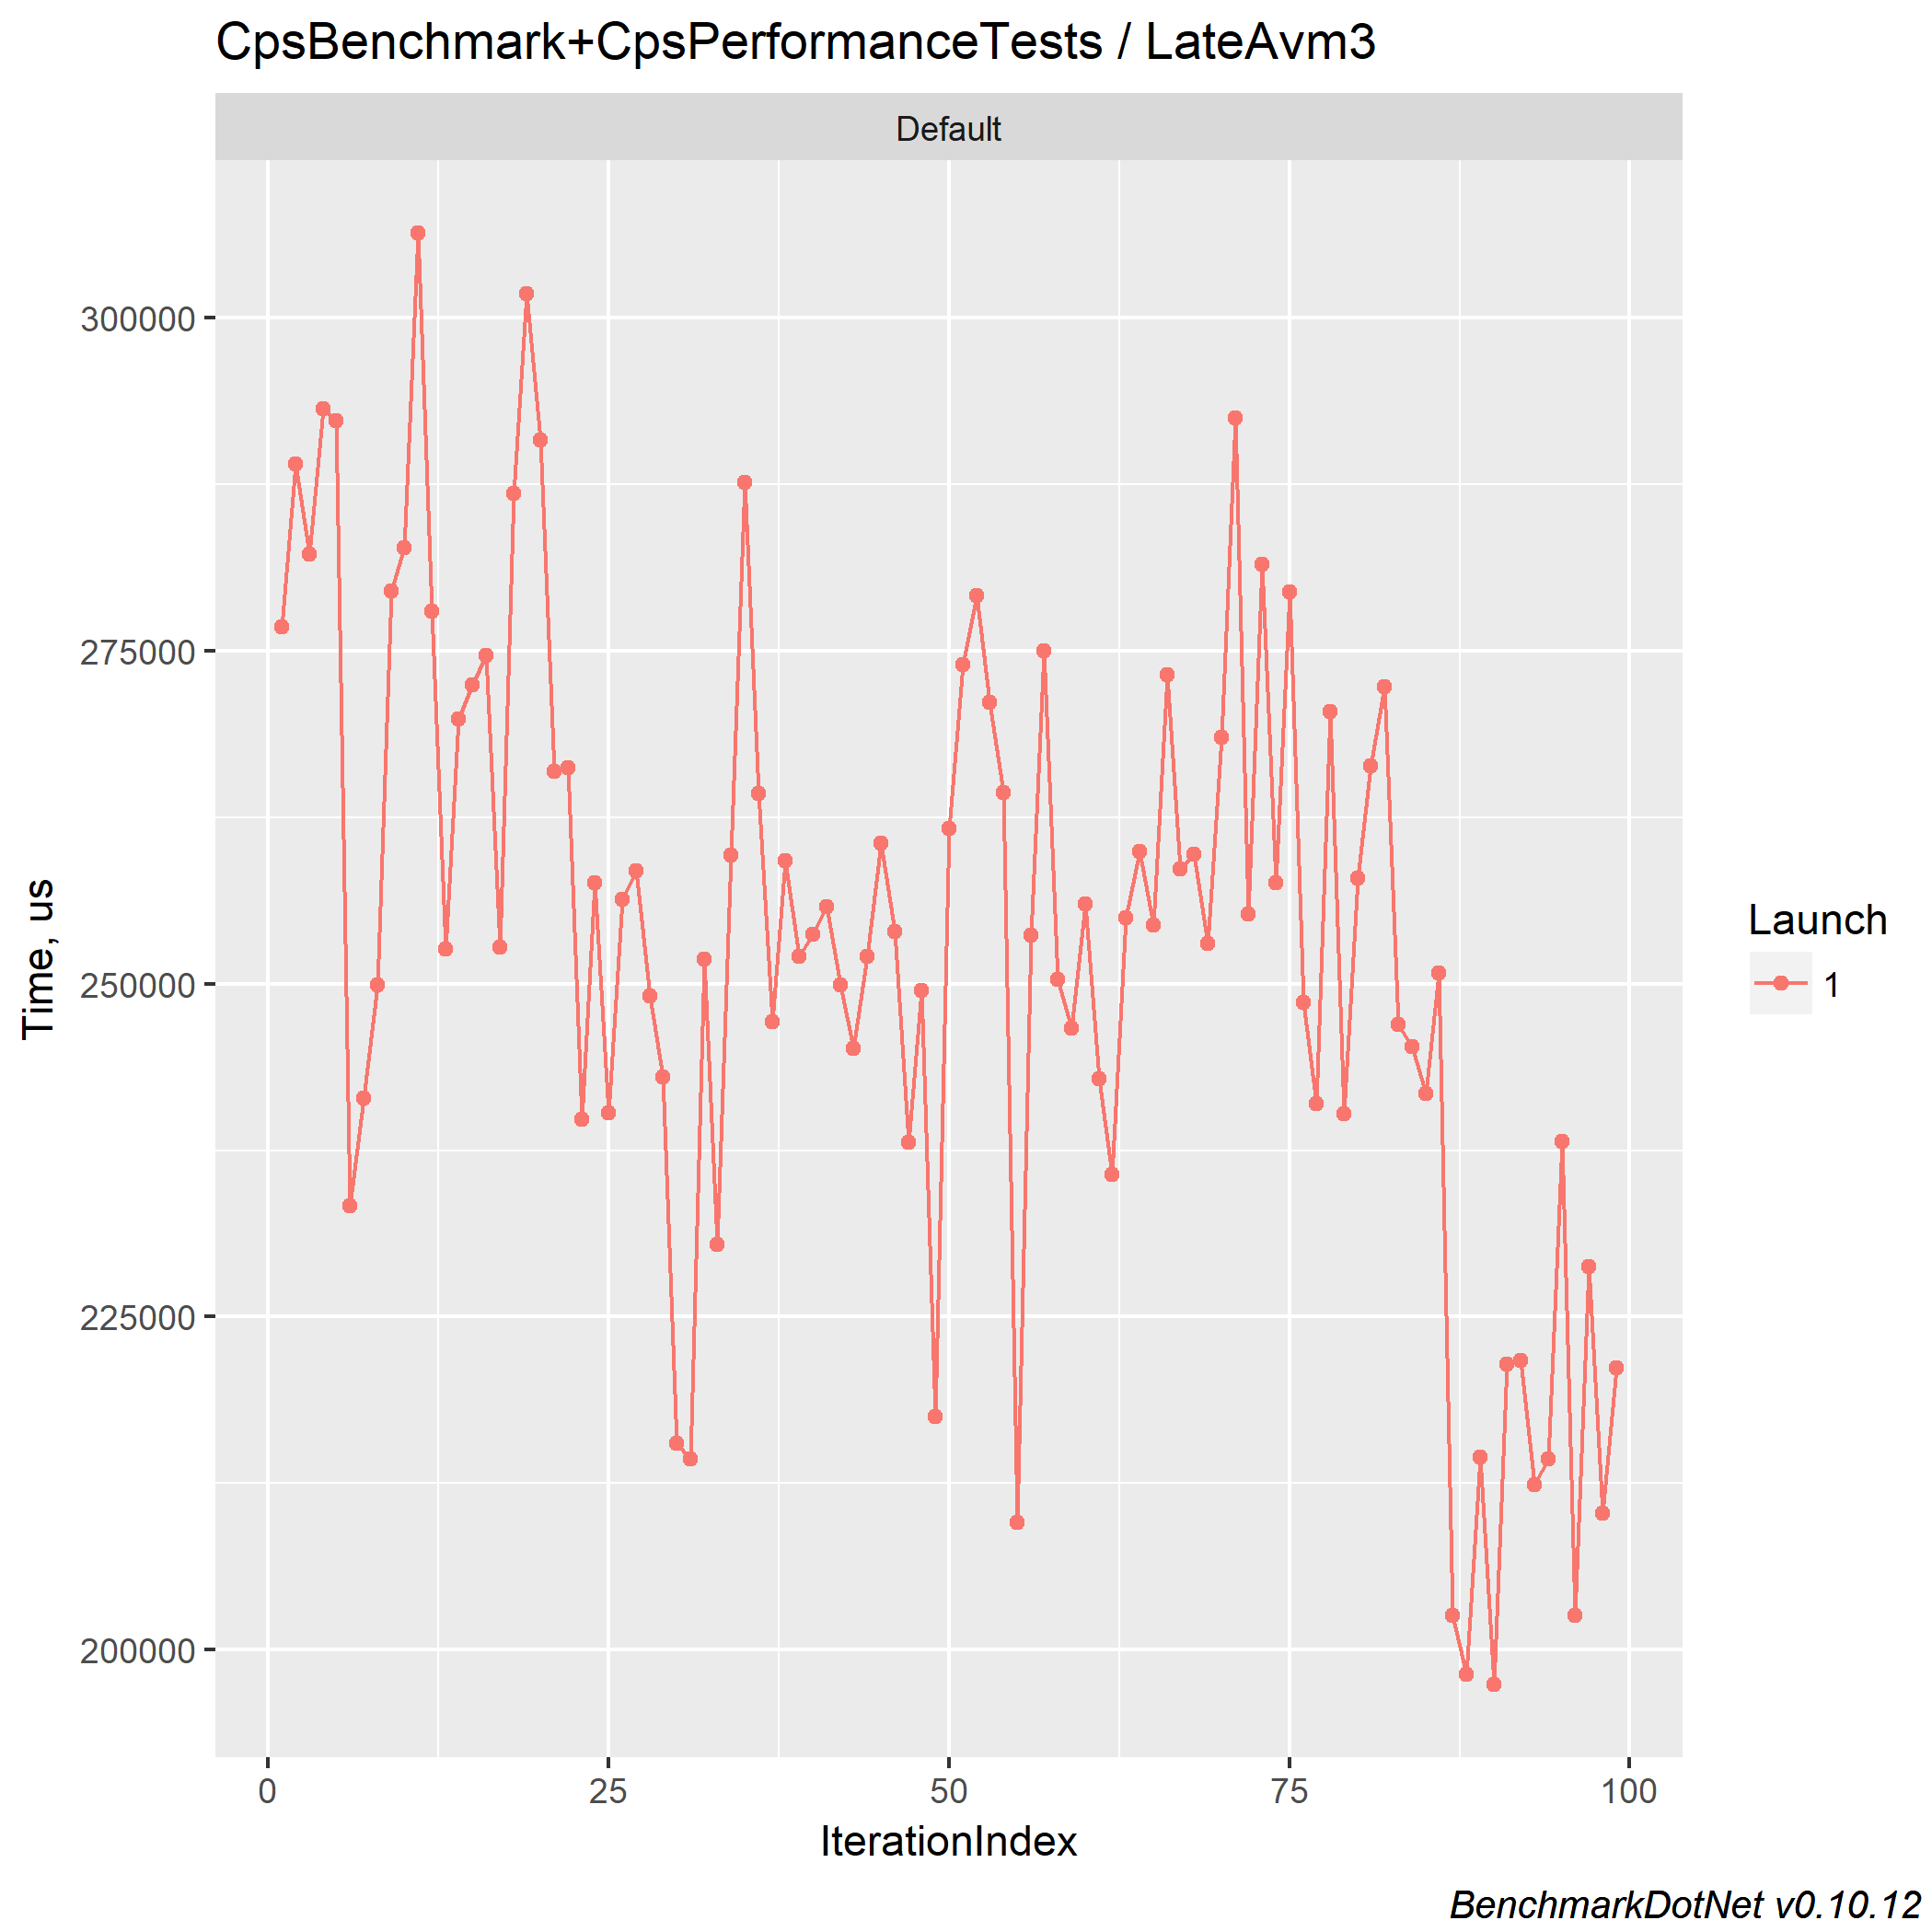 CpsBenchmark+CpsPerformanceTests / LateAvm3
Default
300000
275000
250000
225000
200000
Time, us
0 25 50 75 100
IterationIndex
Launch
1
BenchmarkDotNet v0.10.12